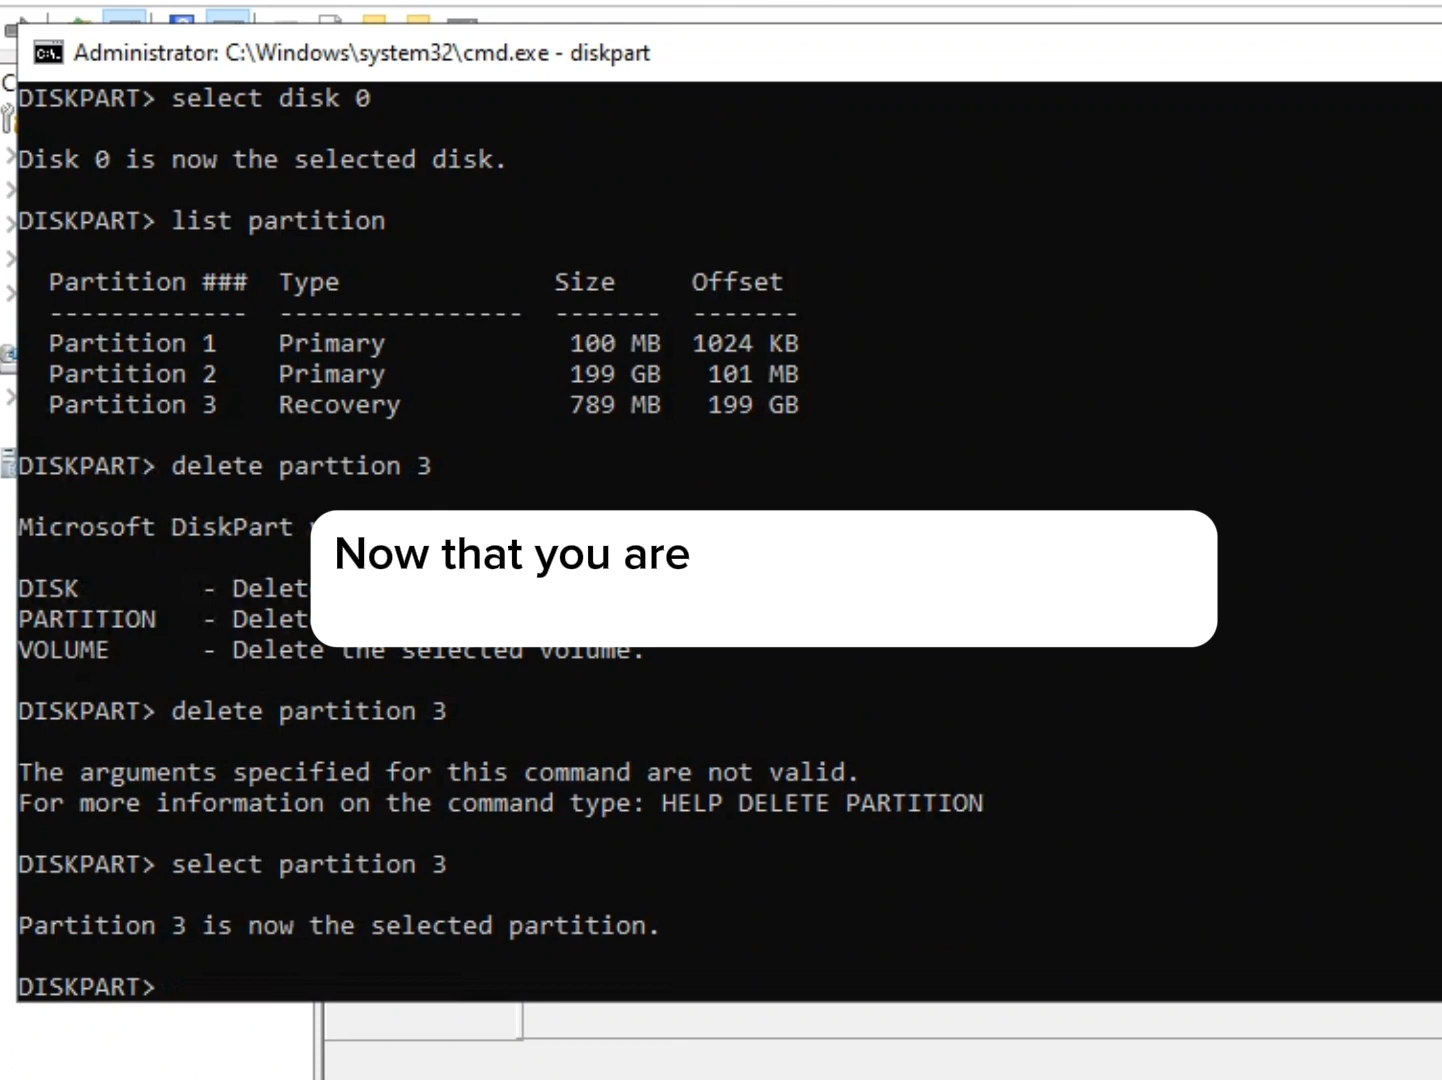 Administrator: C:\Windows\system32\cmd.exe - diskpart
DISKPART> select disk 0
Disk 0 is now the selected disk.
DISKPART> list partition
Partition ### Type Size Offset
------------- ---------------- ------- -------
Partition 1 Primary 100 MB 1024 KB
Partition 2 Primary 199 GB 101 MB
Partition 3 Recovery 789 MB 199 GB
DISKPART> delete parttion 3
Microsoft DiskPart
Now that you are
DISK - Delet
PARTITION - Delet
VOLUME - Delete the selected volume.
DISKPART> delete partition 3
The arguments specified for this command are not valid.
For more information on the command type: HELP DELETE PARTITION
DISKPART> select partition 3
Partition 3 is now the selected partition.
DISKPART>